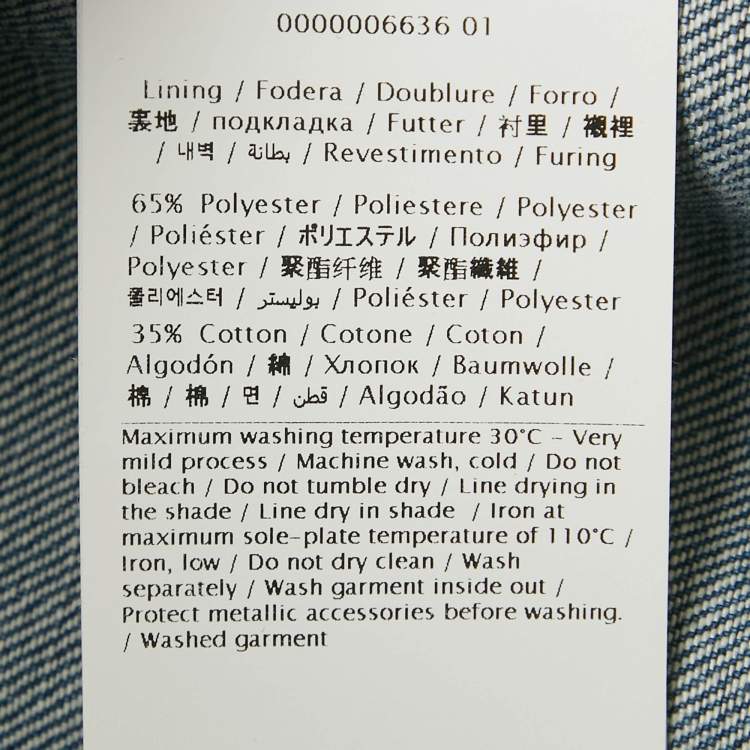 0000006636 01
Lining / Fodera / Doublure / Forro /
裏地 / подкладка / Futter / 衬里 / 襯裡
/ 내벽 / بطانة / Revestimento / Furing
65% Polyester / Poliestere / Polyester
/ Poliéster / ポリエステル / Полиэфир /
Polyester / 聚酯纤维 / 聚酯纖維 /
폴리에스터 / بوليستر / Poliéster / Polyester
35% Cotton / Cotone / Coton /
Algodón / 綿 / Хлопок / Baumwolle /
棉 / 棉 / 면 / قطن / Algodão / Katun
Maximum washing temperature 30°C - Very
mild process / Machine wash, cold / Do not
bleach / Do not tumble dry / Line drying in
the shade / Line dry in shade / Iron at
maximum sole-plate temperature of 110°C /
Iron, low / Do not dry clean / Wash
separately / Wash garment inside out /
Protect metallic accessories before washing.
/ Washed garment